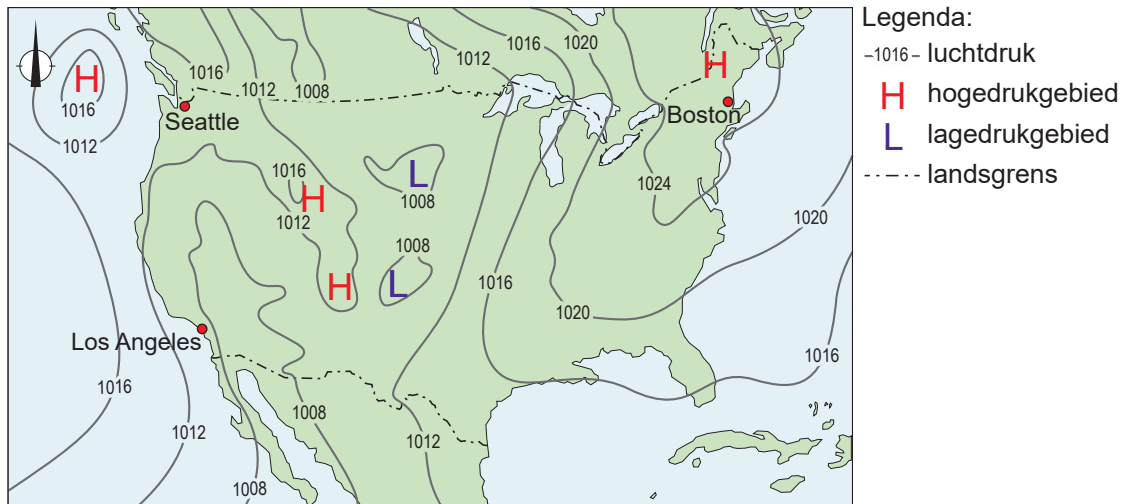 Legenda:
-1016- luchtdruk
H hogedrukgebied
L lagedrukgebied
landsgrens
1020
1016
1012
1016
1012
1008
H
H
1016
Seattle
Boston
1012
L
1016
1024
H
1008
1020
1012
1008
H
L
1016
1020
Los Angeles
1016
1016
1008
1012
1012
1008